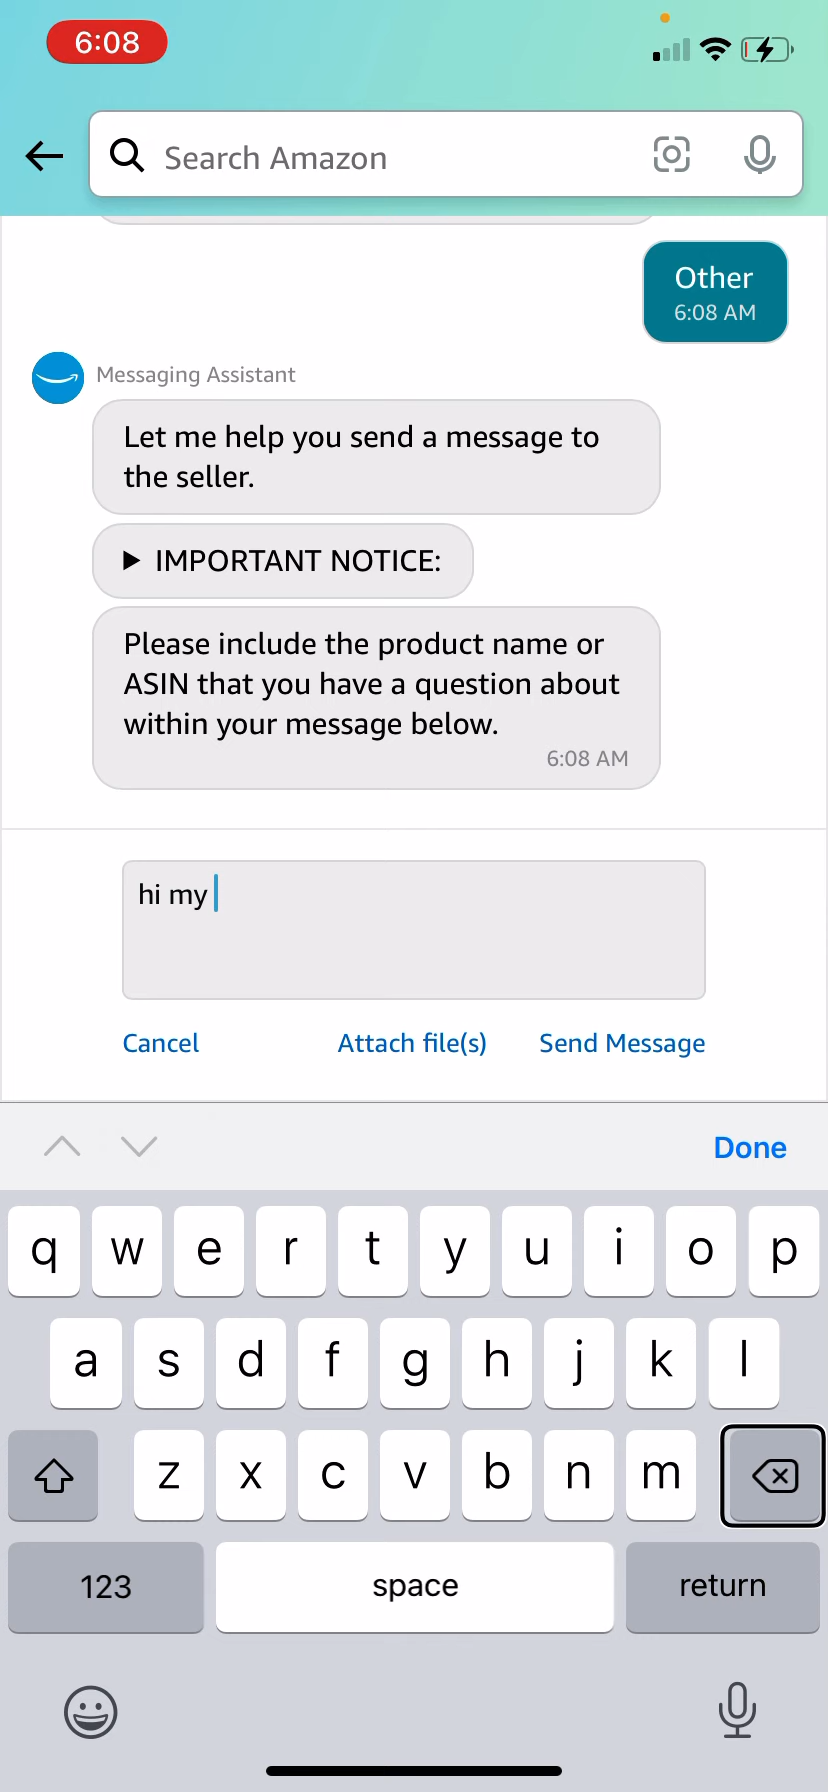 6:08
Search Amazon
Other
6:08 AM
Messaging Assistant
Let me help you send a message to
the seller.
IMPORTANT NOTICE:
Please include the product name or
ASIN that you have a question about
within your message below.
6:08 AM
hi my
Cancel Attach file(s) Send Message
Done
q w e r t y u i o p
a s d f g h j k l
z x c v b n m
123 space return